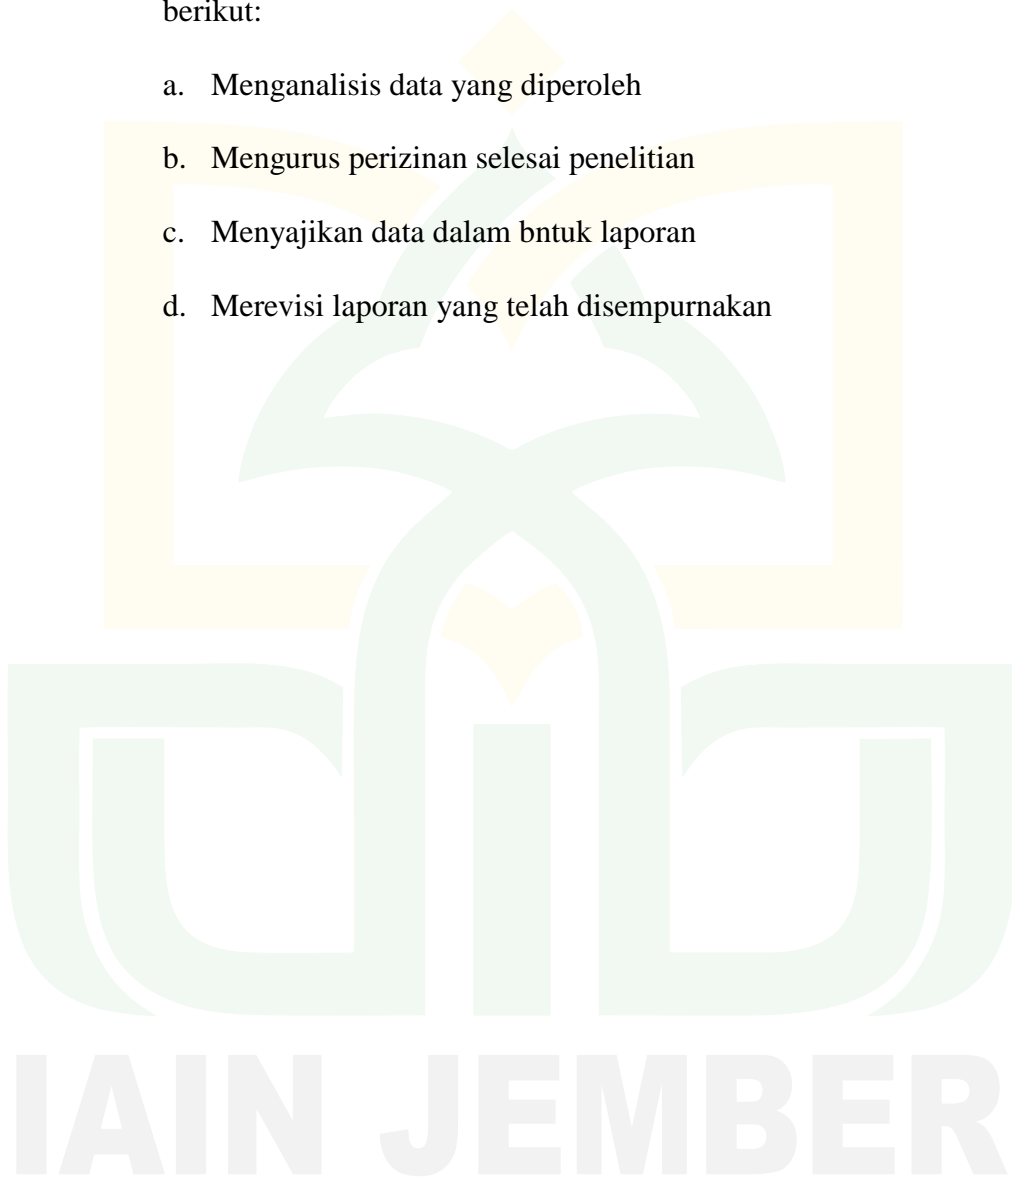 berikut:
a. Menganalisis data yang diperoleh
b. Mengurus perizinan selesai penelitian
c. Menyajikan data dalam bntuk laporan
d. Merevisi laporan yang telah disempurnakan
IAIN JEMBER